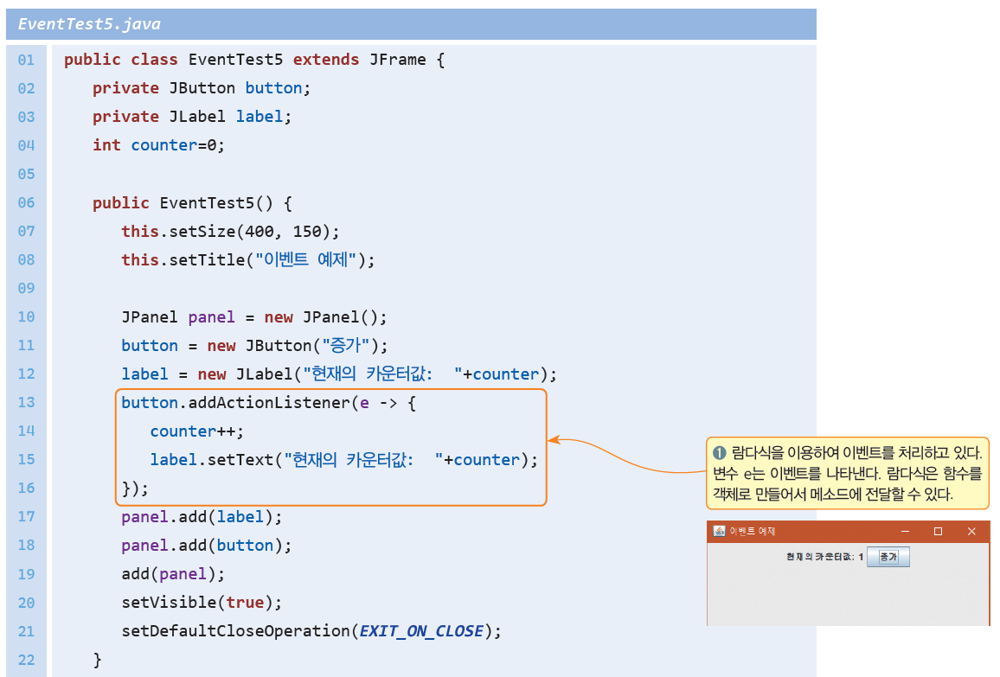 EventTest5.java
01 public class EventTest5 extends JFrame {
02 private JButton button;
03 private JLabel label;
04 int counter=0;
05
06 public EventTest5() {
07 this.setSize(400, 150);
08 this.setTitle("이벤트 예제");
09
10 JPanel panel = new JPanel();
11 button = new JButton("증가");
12 label = new JLabel("현재의 카운터값:  "+counter);
13 button.addActionListener(e -> {
14 counter++;
15 label.setText("현재의 카운터값:  "+counter);
16 });
17 panel.add(label);
18 panel.add(button);
19 add(panel);
20 setVisible(true);
21 setDefaultCloseOperation(EXIT_ON_CLOSE);
22 }
❶ 람다식을 이용하여 이벤트를 처리하고 있다.
변수 e는 이벤트를 나타낸다. 람다식은 함수를
객체로 만들어서 메소드에 전달할 수 있다.
이벤트 예제
현재의 카운터값: 1 증가